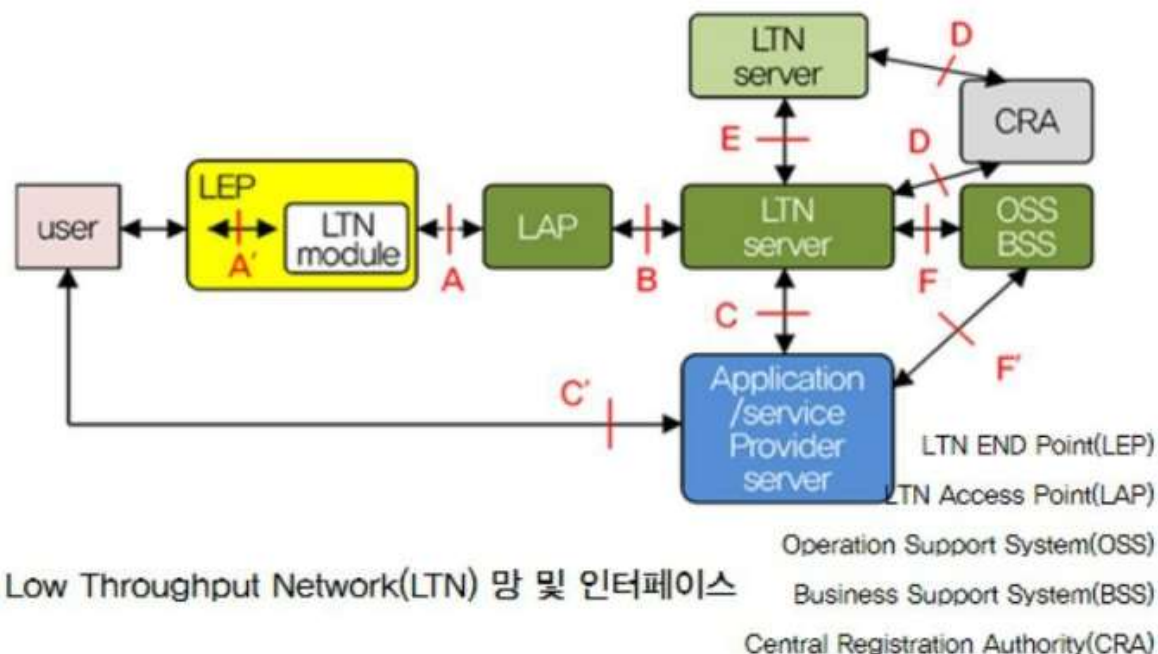 LTN
server
D
CRA
E
D
user
LEP
A'
LTN
module
A
LAP
B
LTN
server
F
OSS
BSS
C
F'
C'
Application
/service
Provider
server
LTN END Point(LEP)
LTN Access Point(LAP)
Operation Support System(OSS)
Low Throughput Network(LTN) 망 및 인터페이스
Business Support System(BSS)
Central Registration Authority(CRA)